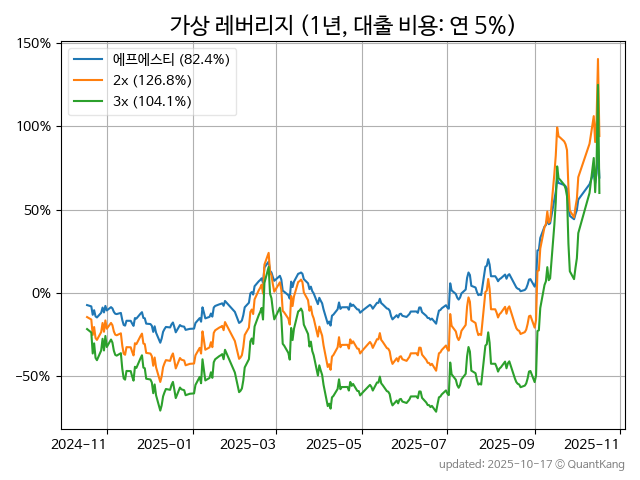 가상 레버리지 (1년, 대출 비용: 연 5%)
150%
100%
50%
0%
−50%
에프에스티 (82.4%)
2x (126.8%)
3x (104.1%)
2024-11 2025-01 2025-03 2025-05 2025-07 2025-09 2025-11
updated: 2025-10-17 © QuantKang